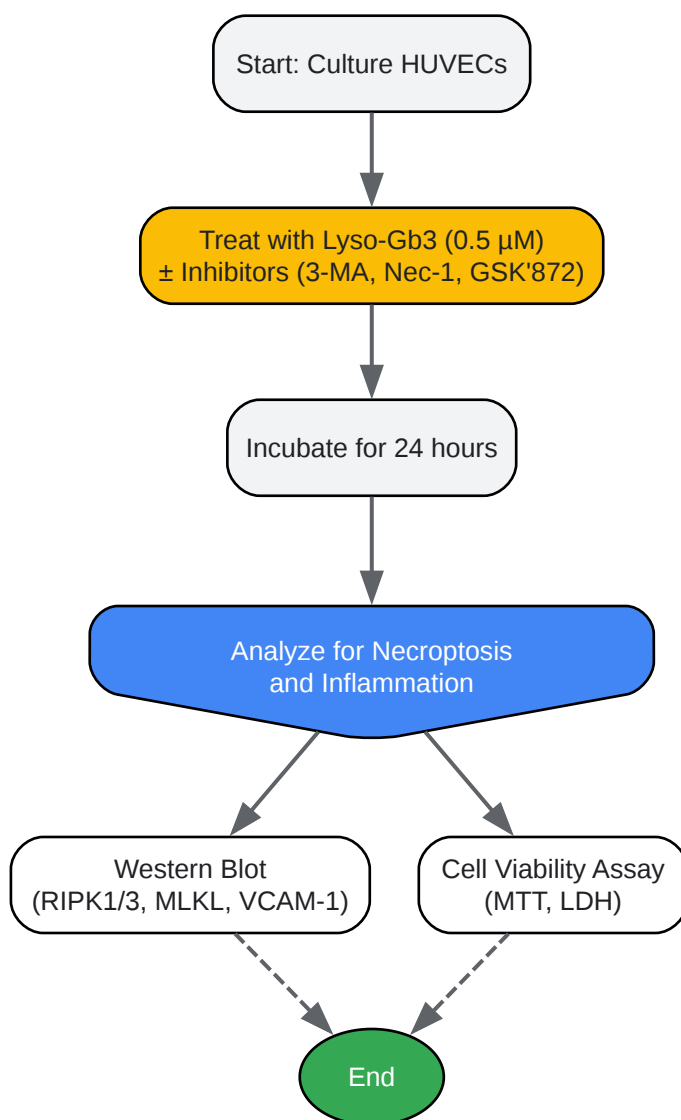 Start: Culture HUVECs
Treat with Lyso-Gb3 (0.5 µM)
± Inhibitors (3-MA, Nec-1, GSK'872)
Incubate for 24 hours
Analyze for Necroptosis
and Inflammation
Western Blot
(RIPK1/3, MLKL, VCAM-1)
Cell Viability Assay
(MTT, LDH)
End